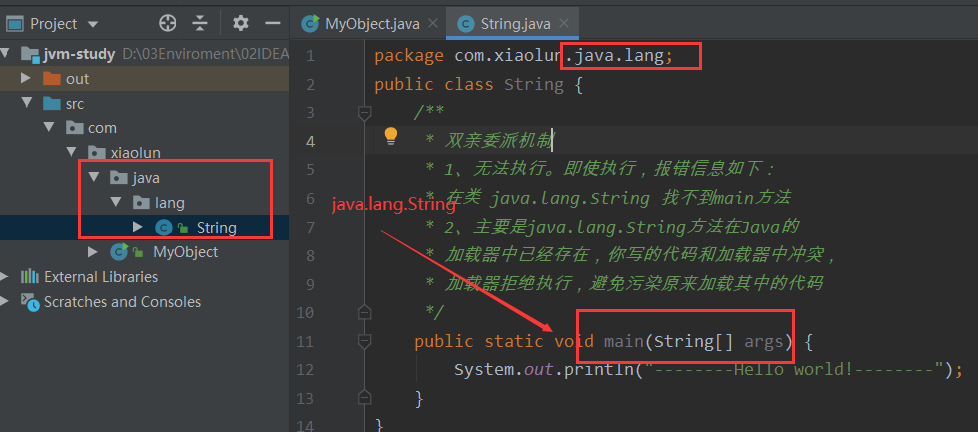 Project
MyObject.java
String.java
jvm-study D:\03Enviroment\02IDEA
out
src
com
xiaolun
java
lang
String
MyObject
External Libraries
Scratches and Consoles
1 package com.xiaolun.java.lang;
2 public class String {
3 /**
4 * 双亲委派机制
5 * 1、无法执行。即使执行，报错信息如下：
6 * 在类 java.lang.String 找不到main方法
7 * 2、主要是java.lang.String方法在Java的
8 * 加载器中已经存在，你写的代码和加载器中冲突，
9 * 加载器拒绝执行，避免污染原来加载其中的代码
10 */
11 public static void main(String[] args) {
12 System.out.println("--------Hello world!--------");
13 }
14 }
java.lang.String